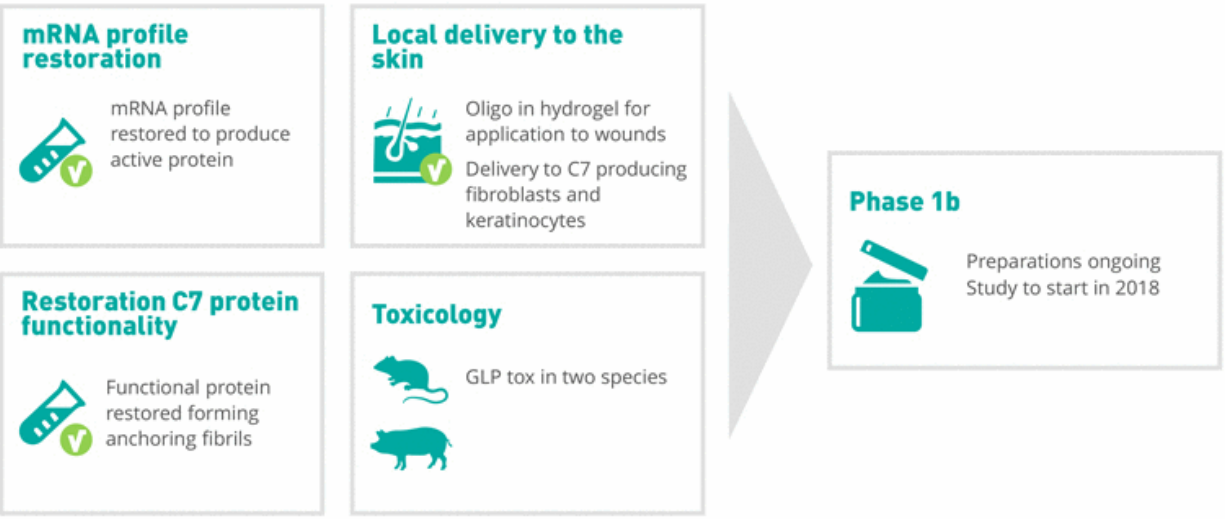 mRNA profile
restoration
mRNA profile
restored to produce
active protein
Local delivery to the
skin
Oligo in hydrogel for
application to wounds
Delivery to C7 producing
fibroblasts and
keratinocytes
Restoration C7 protein
functionality
Functional protein
restored forming
anchoring fibrils
Toxicology
GLP tox in two species
Phase 1b
Preparations ongoing
Study to start in 2018